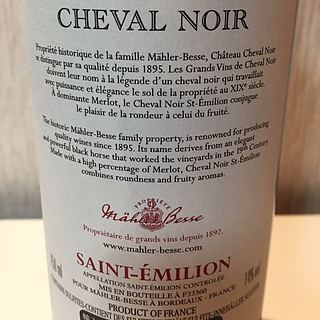 CHEVAL NOIR
Propriété historique de la famille Mähler-Besse, Château Cheval Noir
se distingue par sa qualité depuis 1895. Les Grands Vins de Cheval Noir
doivent leur nom à la légende d'un cheval noir qui travaillait
avec puissance et élégance le sol de la propriété au XIXe siècle.
À dominante Merlot, le Cheval Noir St-Émilion conjugue
le plaisir de la rondeur à celui du fruité.
The historic Mähler-Besse family property, is renowned for producing
quality wines since 1895. Its name derives from an elegant
and powerful black horse that worked the vineyards in the 19th Century.
Made with a high percentage of Merlot, Cheval Noir St-Emilion
combines roundness and fruity aromas.
PROPRIÉTÉ
Mähler Besse
Propriétaire de grands vins depuis 1892.
www.mahler-besse.com
SAINT-ÉMILION
APPELLATION SAINT-ÉMILION CONTRÔLÉE
MIS EN BOUTEILLE À F33360
POUR MÄHLER-BESSE À BORDEAUX - FRANCE
PRODUCT OF FRANCE
14%